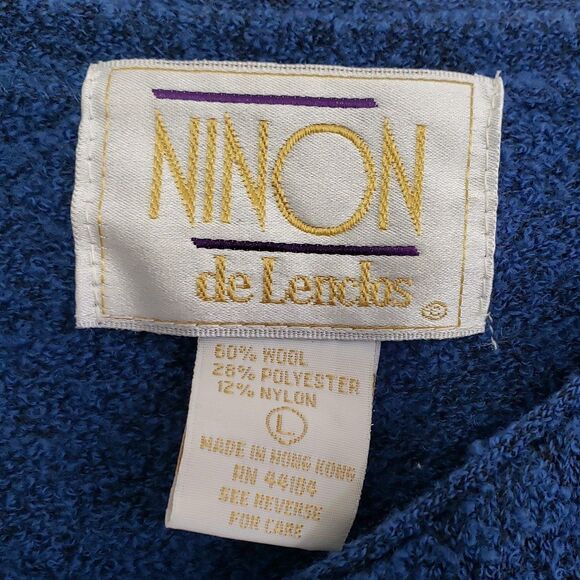 NINON
de Lenclos ®
60% WOOL
28% POLYESTER
12% NYLON
L
MADE IN HONG KONG
RN 44104
SEE REVERSE
FOR CARE